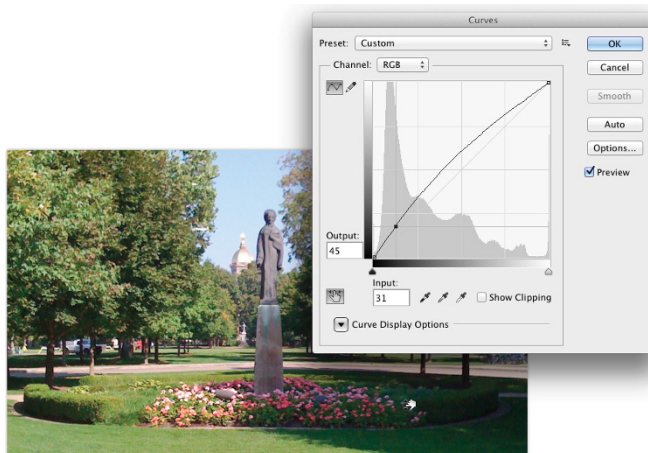 Curves
Preset: Custom
OK
Channel: RGB
Cancel
Smooth
Auto
Options...
Preview
Output:
45
Input:
31
Show Clipping
Curve Display Options